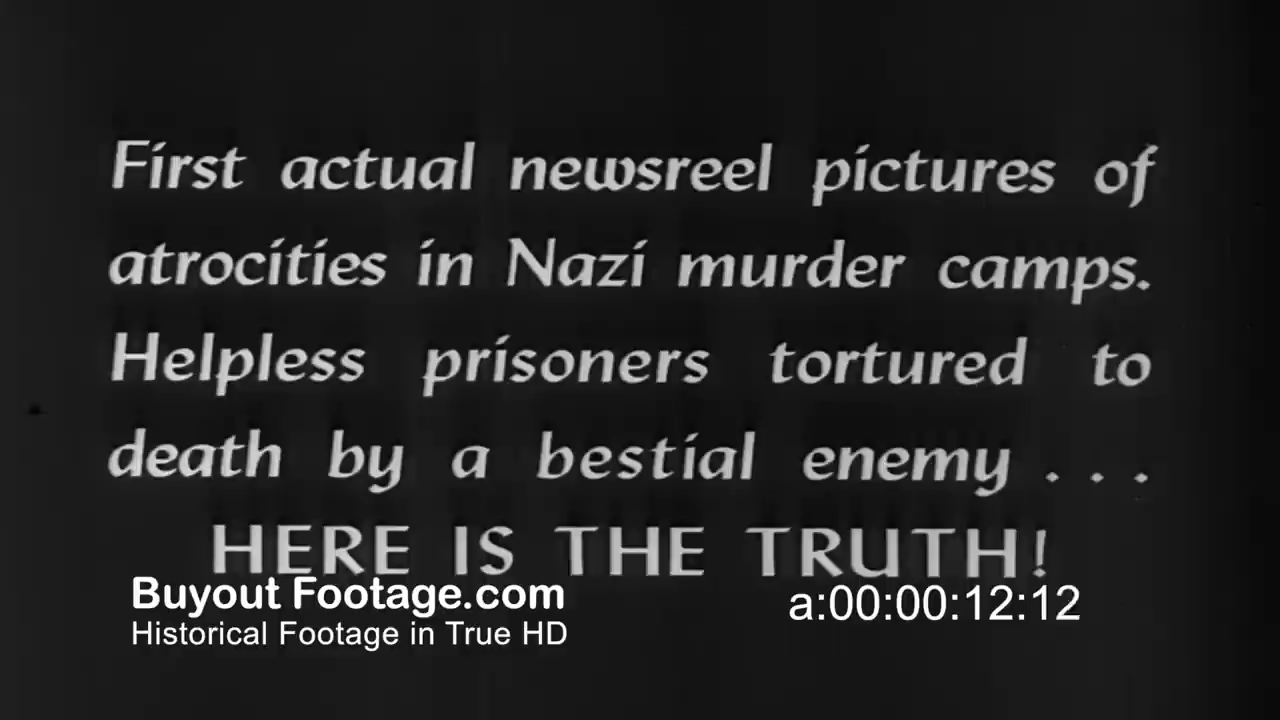 First actual newsreel pictures of
atrocities in Nazi murder camps.
Helpless prisoners tortured to
death by a bestial enemy . . .
HERE IS THE TRUTH!
Buyout Footage.com
a:00:00:12:12
Historical Footage in True HD